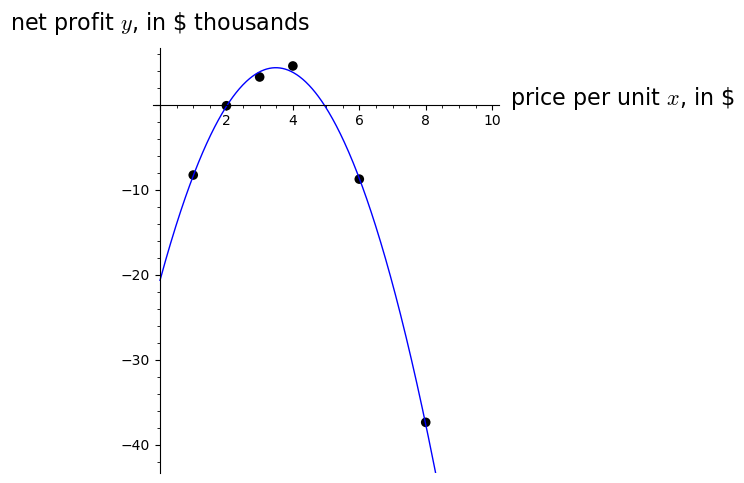 net profit y, in $ thousands
price per unit x, in $
2 4 6 8 10
−10
−20
−30
−40